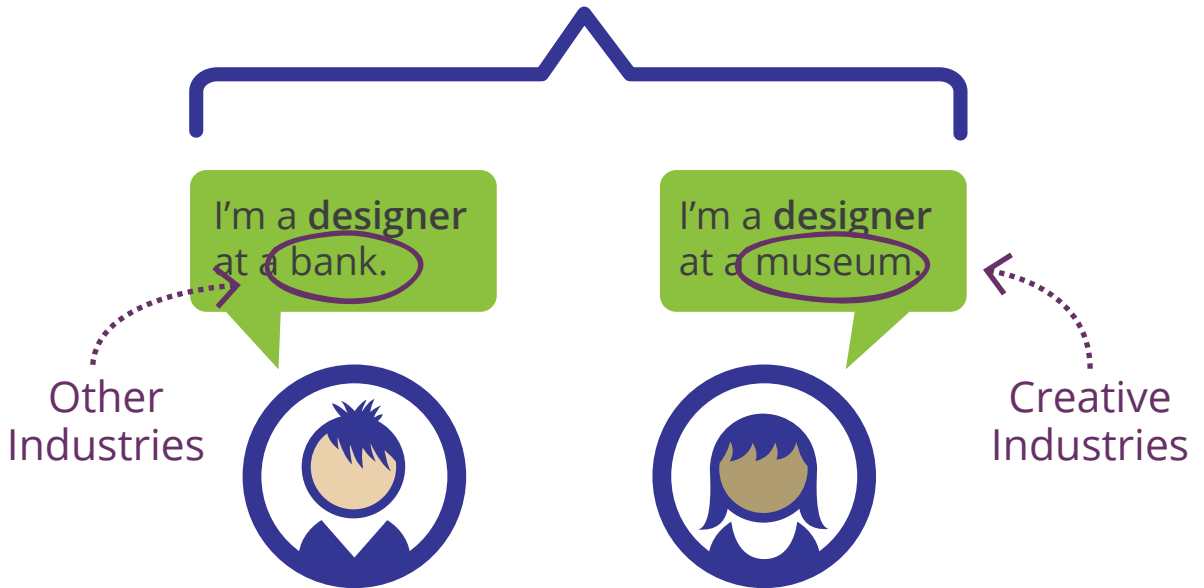 I'm a designer
at a bank.
I'm a designer
at a museum.
Other
Industries
Creative
Industries